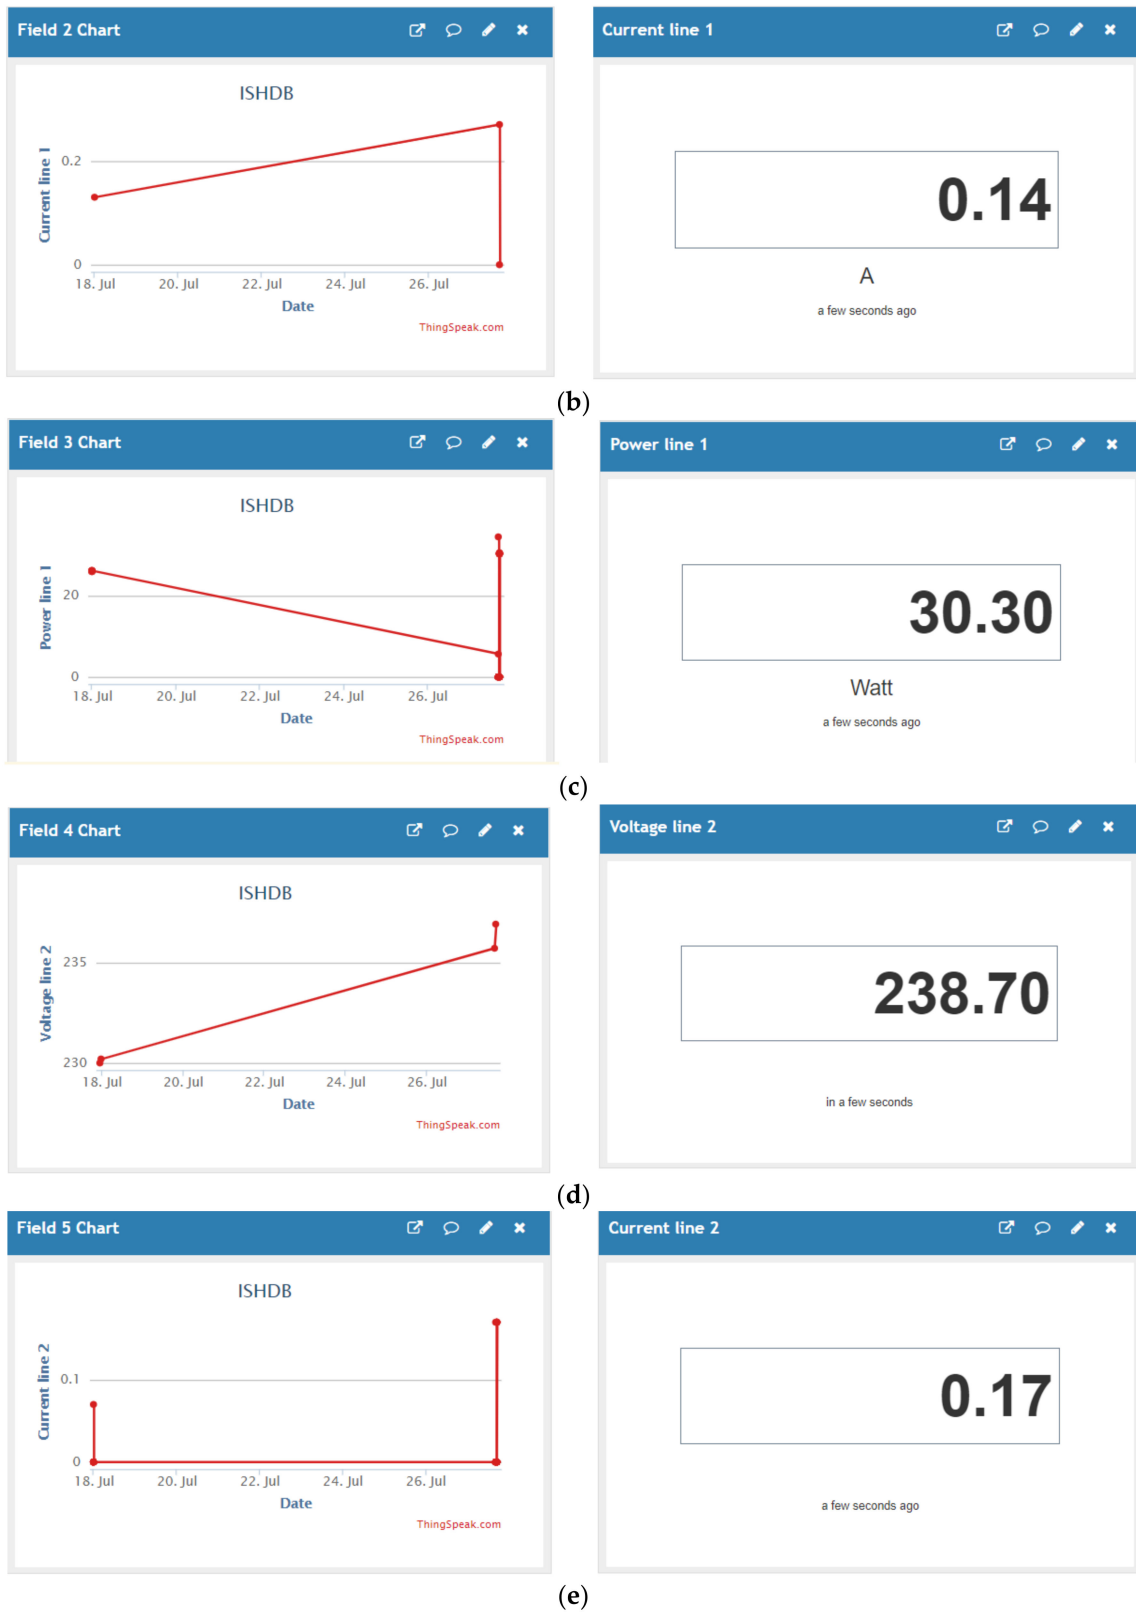 Field 2 Chart
ISHDB
Current line 1
0.2
0
18. Jul 20. Jul 22. Jul 24. Jul 26. Jul
Date
ThingSpeak.com
Current line 1
0.14
A
a few seconds ago
(b)
Field 3 Chart
ISHDB
Power line 1
20
0
18. Jul 20. Jul 22. Jul 24. Jul 26. Jul
Date
ThingSpeak.com
Power line 1
30.30
Watt
a few seconds ago
(c)
Field 4 Chart
ISHDB
Voltage line 2
235
230
18. Jul 20. Jul 22. Jul 24. Jul 26. Jul
Date
ThingSpeak.com
Voltage line 2
238.70
in a few seconds
(d)
Field 5 Chart
ISHDB
Current line 2
0.1
0
18. Jul 20. Jul 22. Jul 24. Jul 26. Jul
Date
ThingSpeak.com
Current line 2
0.17
a few seconds ago
(e)